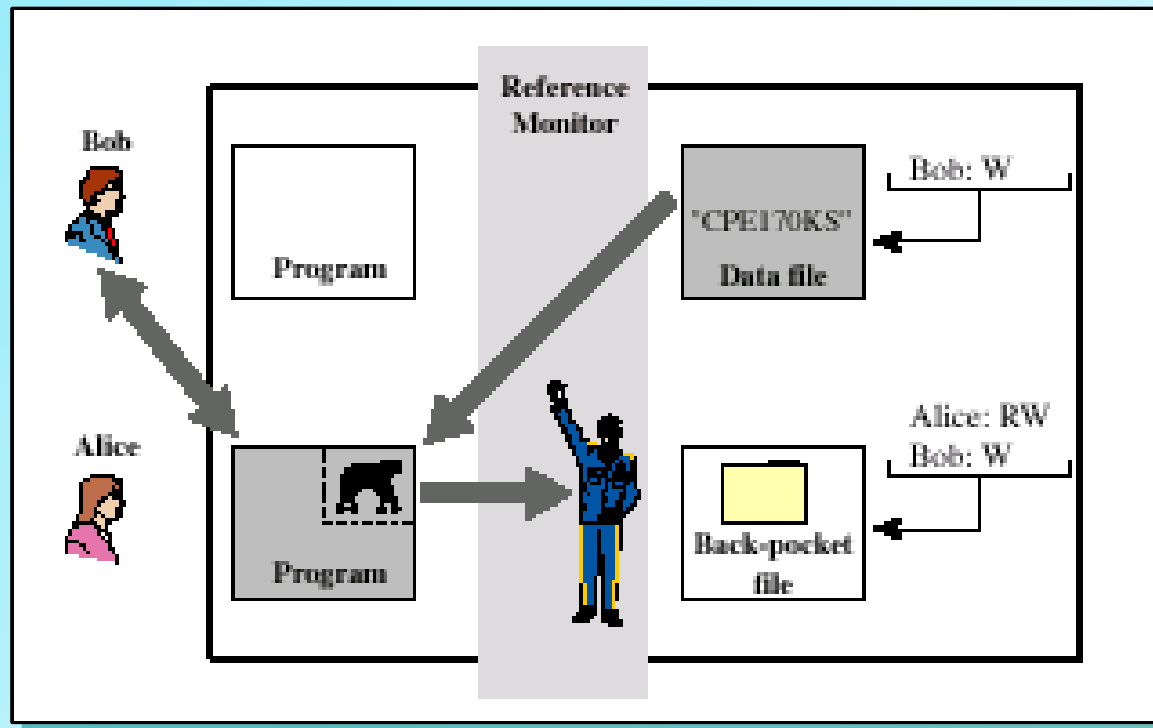 Reference
Monitor
Bob
Program
"CPE170KS"
Data file
Bob: W
Alice
Program
Back-pocket
file
Alice: RW
Bob: W